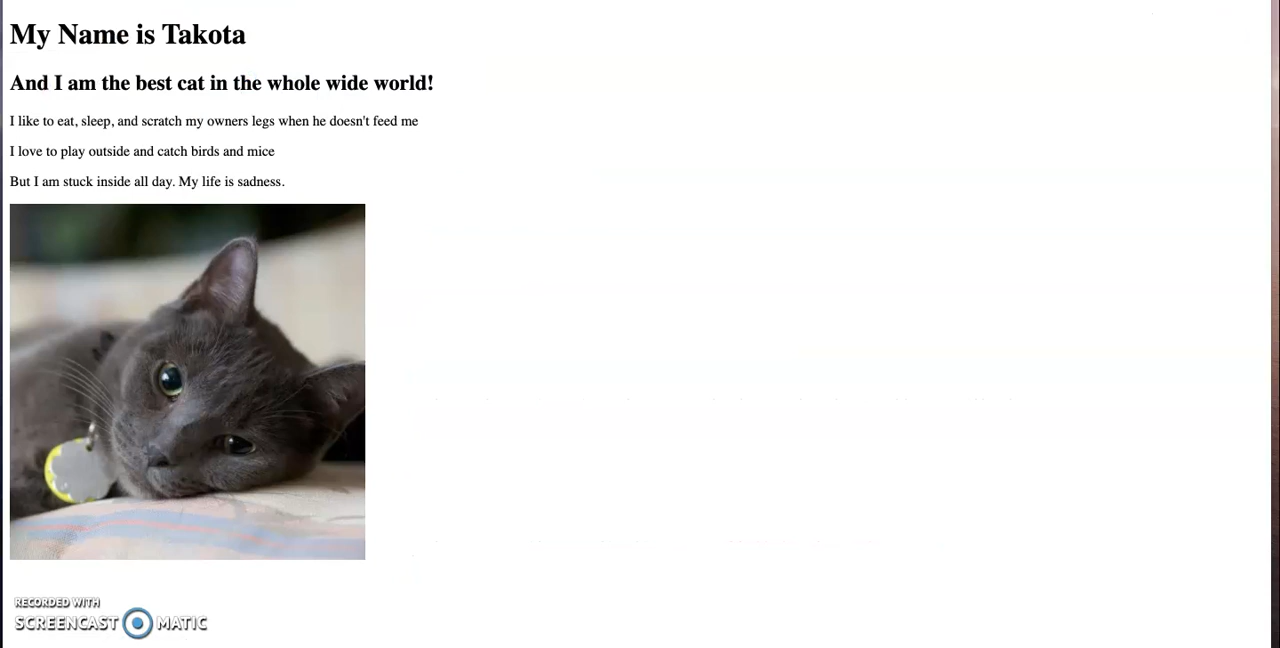 My Name is Takota
And I am the best cat in the whole wide world!
I like to eat, sleep, and scratch my owners legs when he doesn't feed me
I love to play outside and catch birds and mice
But I am stuck inside all day. My life is sadness.
RECORDED WITH
SCREENCAST MATIC